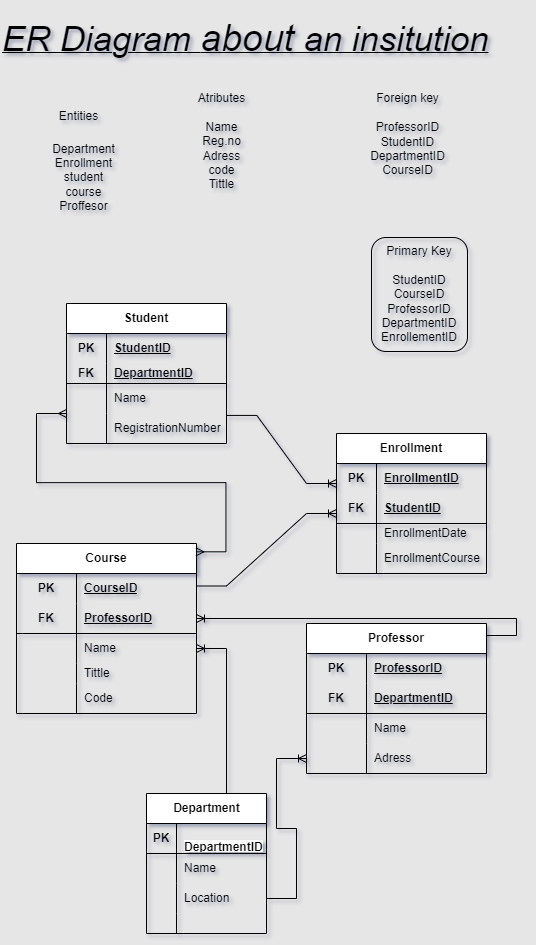 ER Diagram about an insitution
Entities
Department
Enrollment
student
course
Proffesor
Atributes
Name
Reg.no
Adress
code
Tittle
Foreign key
ProfessorID
StudentID
DepartmentID
CourseID
Primary Key
StudentID
CourseID
ProfessorID
DepartmentID
EnrollementID
Student
PK StudentID
FK DepartmentID
Name
RegistrationNumber
Enrollment
PK EnrollmentID
FK StudentID
EnrollmentDate
EnrollmentCourse
Course
PK CourseID
FK ProfessorID
Name
Tittle
Code
Professor
PK ProfessorID
FK DepartmentID
Name
Adress
Department
PK DepartmentID
Name
Location